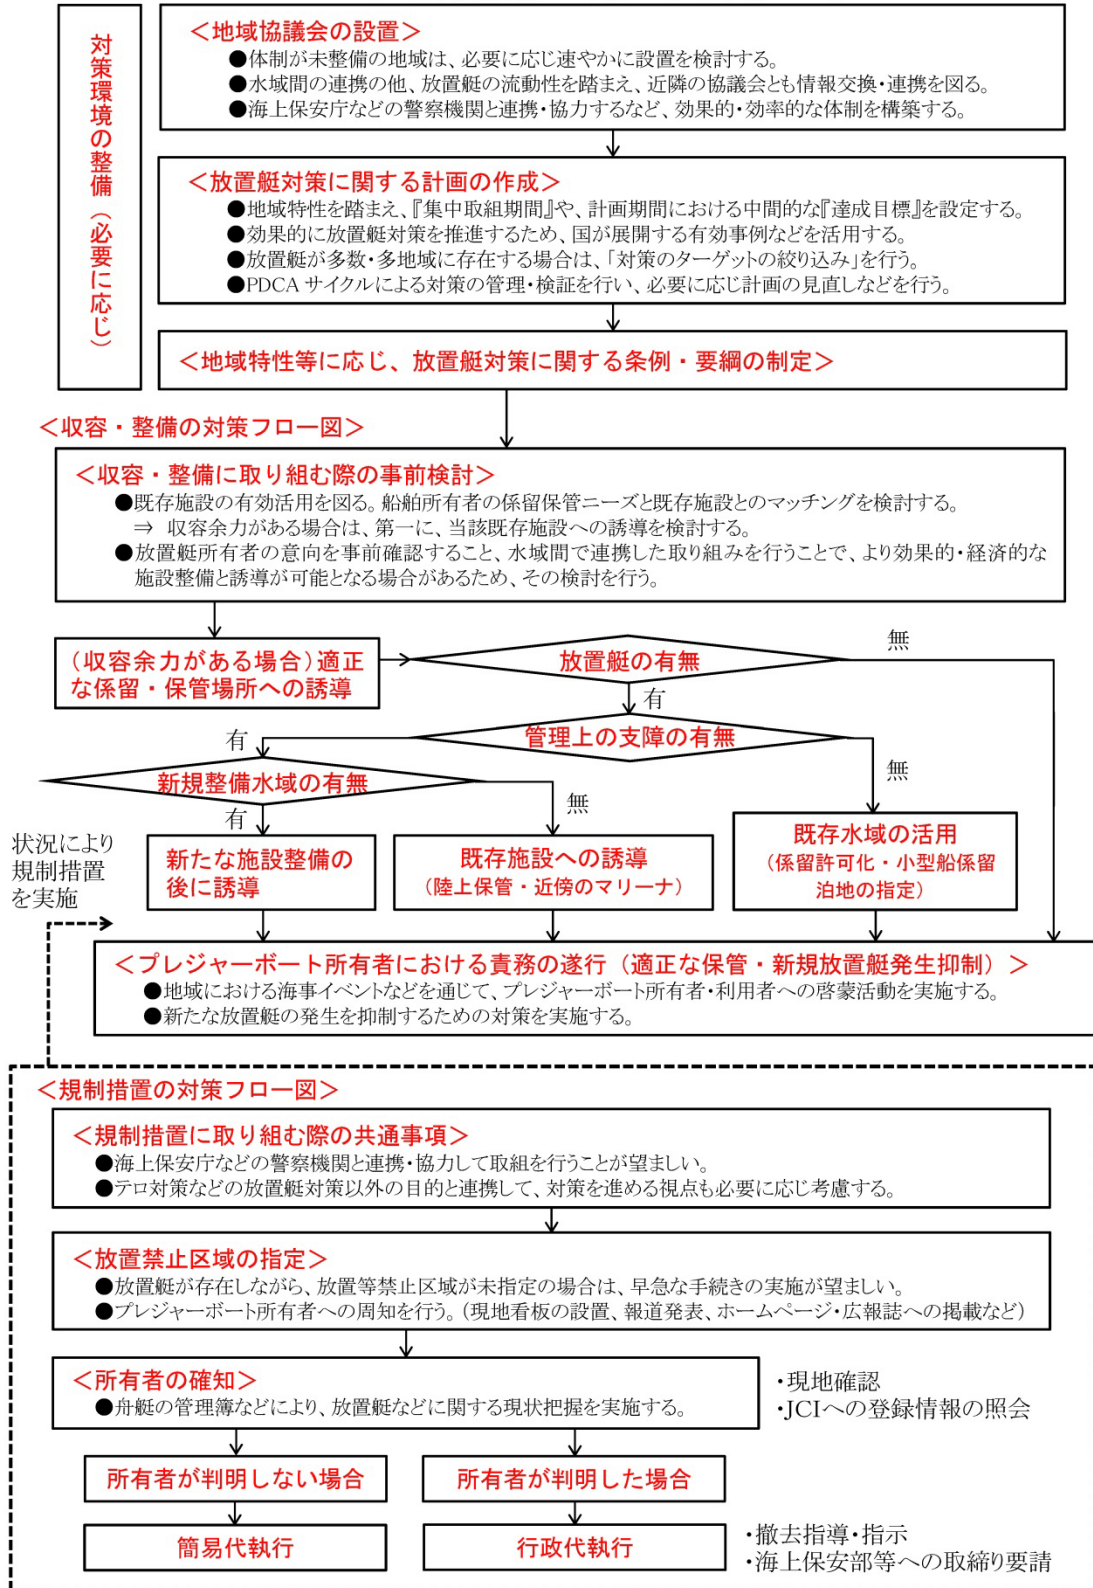 対策環境の整備（必要に応じ）
＜地域協議会の設置＞
●体制が未整備の地域は、必要に応じ速やかに設置を検討する。
●水域間の連携の他、放置艇の流動性を踏まえ、近隣の協議会とも情報交換・連携を図る。
●海上保安庁などの警察機関と連携・協力するなど、効果的・効率的な体制を構築する。
＜放置艇対策に関する計画の作成＞
●地域特性を踏まえ、『集中取組期間』や、計画期間における中間的な『達成目標』を設定する。
●効果的に放置艇対策を推進するため、国が展開する有効事例などを活用する。
●放置艇が多数・多地域に存在する場合は、「対策のターゲットの絞り込み」を行う。
●PDCAサイクルによる対策の管理・検証を行い、必要に応じ計画の見直しなどを行う。
＜地域特性等に応じ、放置艇対策に関する条例・要綱の制定＞
＜収容・整備の対策フロー図＞
＜収容・整備に取り組む際の事前検討＞
●既存施設の有効活用を図る。船舶所有者の係留保管ニーズと既存施設とのマッチングを検討する。
⇒ 収容余力がある場合は、第一に、当該既存施設への誘導を検討する。
●放置艇所有者の意向を事前確認すること、水域間で連携した取り組みを行うことで、より効果的・経済的な
施設整備と誘導が可能となる場合があるため、その検討を行う。
（収容余力がある場合）適正
な係留・保管場所への誘導
放置艇の有無
無
有
管理上の支障の有無
有
無
新規整備水域の有無
無
有
状況により
規制措置
を実施
新たな施設整備の
後に誘導
既存施設への誘導
（陸上保管・近傍のマリーナ）
既存水域の活用
（係留許可化・小型船係留
泊地の指定）
＜プレジャーボート所有者における責務の遂行（適正な保管・新規放置艇発生抑制）＞
●地域における海事イベントなどを通じて、プレジャーボート所有者・利用者への啓蒙活動を実施する。
●新たな放置艇の発生を抑制するための対策を実施する。
＜規制措置の対策フロー図＞
＜規制措置に取り組む際の共通事項＞
●海上保安庁などの警察機関と連携・協力して取組を行うことが望ましい。
●テロ対策などの放置艇対策以外の目的と連携して、対策を進める視点も必要に応じ考慮する。
＜放置禁止区域の指定＞
●放置艇が存在しながら、放置等禁止区域が未指定の場合は、早急な手続きの実施が望ましい。
●プレジャーボート所有者への周知を行う。（現地看板の設置、報道発表、ホームページ・広報誌への掲載など）
＜所有者の確知＞
●舟艇の管理簿などにより、放置艇などに関する現状把握を実施する。
・現地確認
・JCIへの登録情報の照会
所有者が判明しない場合
所有者が判明した場合
簡易代執行
行政代執行
・撤去指導・指示
・海上保安部等への取締り要請